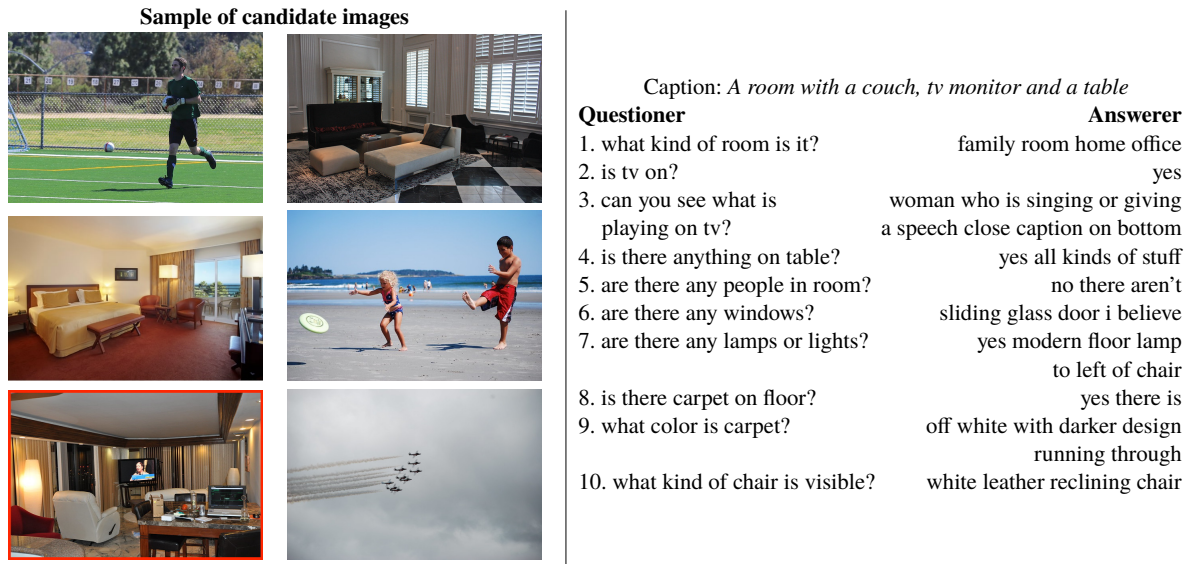 Sample of candidate images
Caption: A room with a couch, tv monitor and a table
Questioner Answerer
1. what kind of room is it? family room home office
2. is tv on? yes
3. can you see what is woman who is singing or giving
playing on tv? a speech close caption on bottom
4. is there anything on table? yes all kinds of stuff
5. are there any people in room? no there aren't
6. are there any windows? sliding glass door i believe
7. are there any lamps or lights? yes modern floor lamp
to left of chair
8. is there carpet on floor? yes there is
9. what color is carpet? off white with darker design
running through
10. what kind of chair is visible? white leather reclining chair